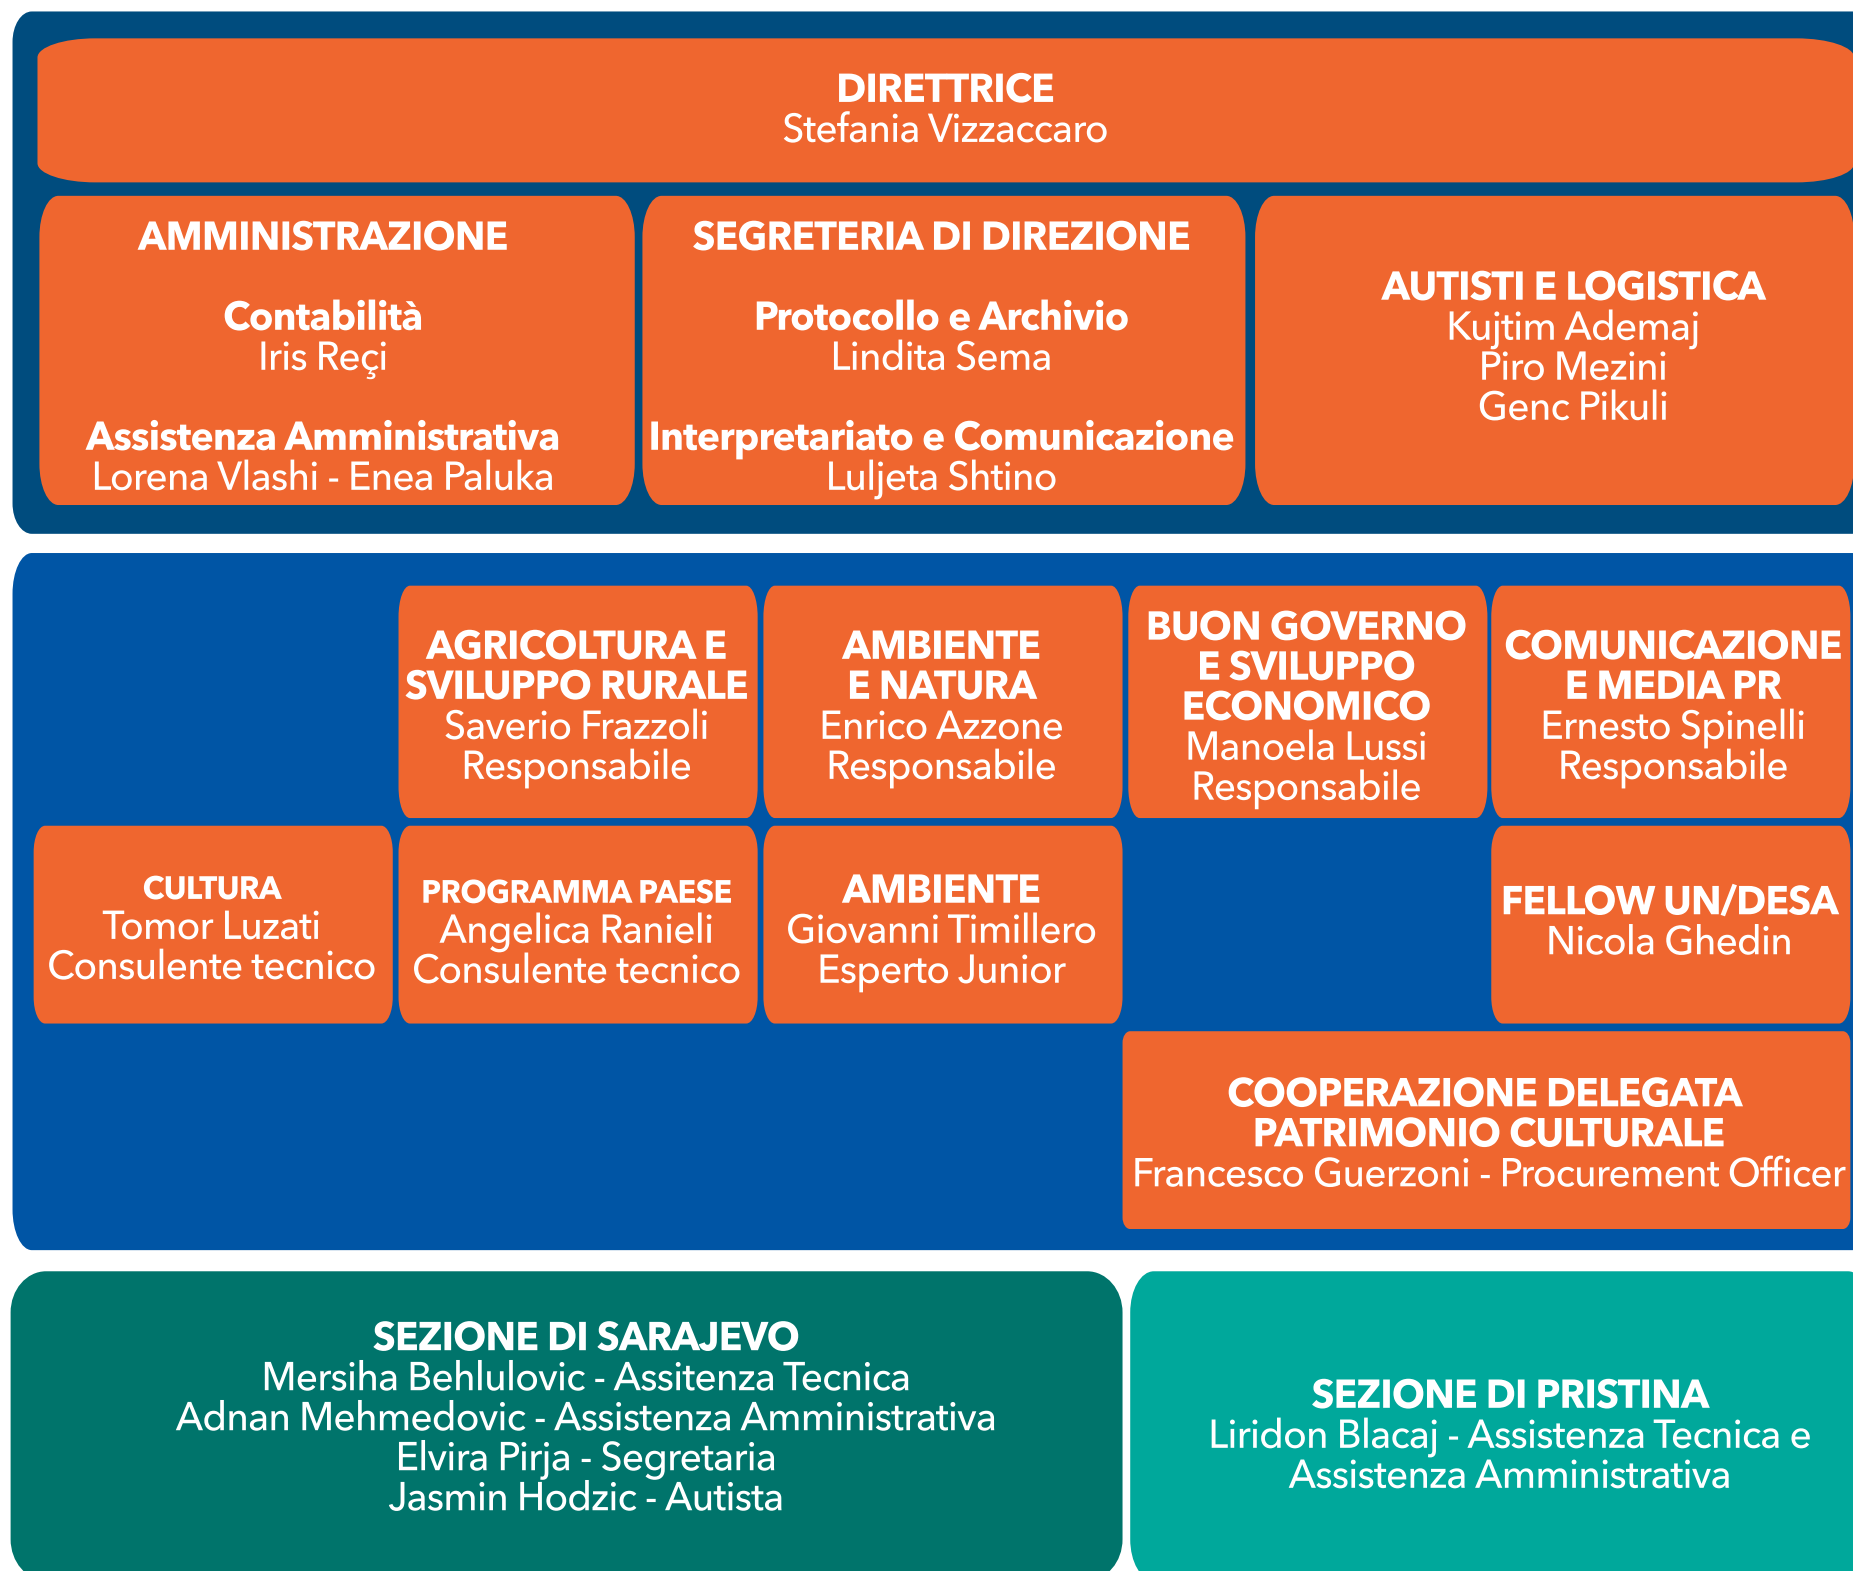 DIRETTRICE
Stefania Vizzaccaro
AMMINISTRAZIONE
Contabilità
Iris Reçi
Assistenza Amministrativa
Lorena Vlashi - Enea Paluka
SEGRETERIA DI DIREZIONE
Protocollo e Archivio
Lindita Sema
Interpretariato e Comunicazione
Luljeta Shtino
AUTISTI E LOGISTICA
Kujtim Ademaj
Piro Mezini
Genc Pikuli
AGRICOLTURA E
SVILUPPO RURALE
Saverio Frazzoli
Responsabile
AMBIENTE
E NATURA
Enrico Azzone
Responsabile
BUON GOVERNO
E SVILUPPO
ECONOMICO
Manoela Lussi
Responsabile
COMUNICAZIONE
E MEDIA PR
Ernesto Spinelli
Responsabile
CULTURA
Tomor Luzati
Consulente tecnico
PROGRAMMA PAESE
Angelica Ranieli
Consulente tecnico
AMBIENTE
Giovanni Timillero
Esperto Junior
FELLOW UN/DESA
Nicola Ghedin
COOPERAZIONE DELEGATA
PATRIMONIO CULTURALE
Francesco Guerzoni - Procurement Officer
SEZIONE DI SARAJEVO
Mersiha Behlulovic - Assitenza Tecnica
Adnan Mehmedovic - Assistenza Amministrativa
Elvira Pirja - Segretaria
Jasmin Hodzic - Autista
SEZIONE DI PRISTINA
Liridon Blacaj - Assistenza Tecnica e
Assistenza Amministrativa